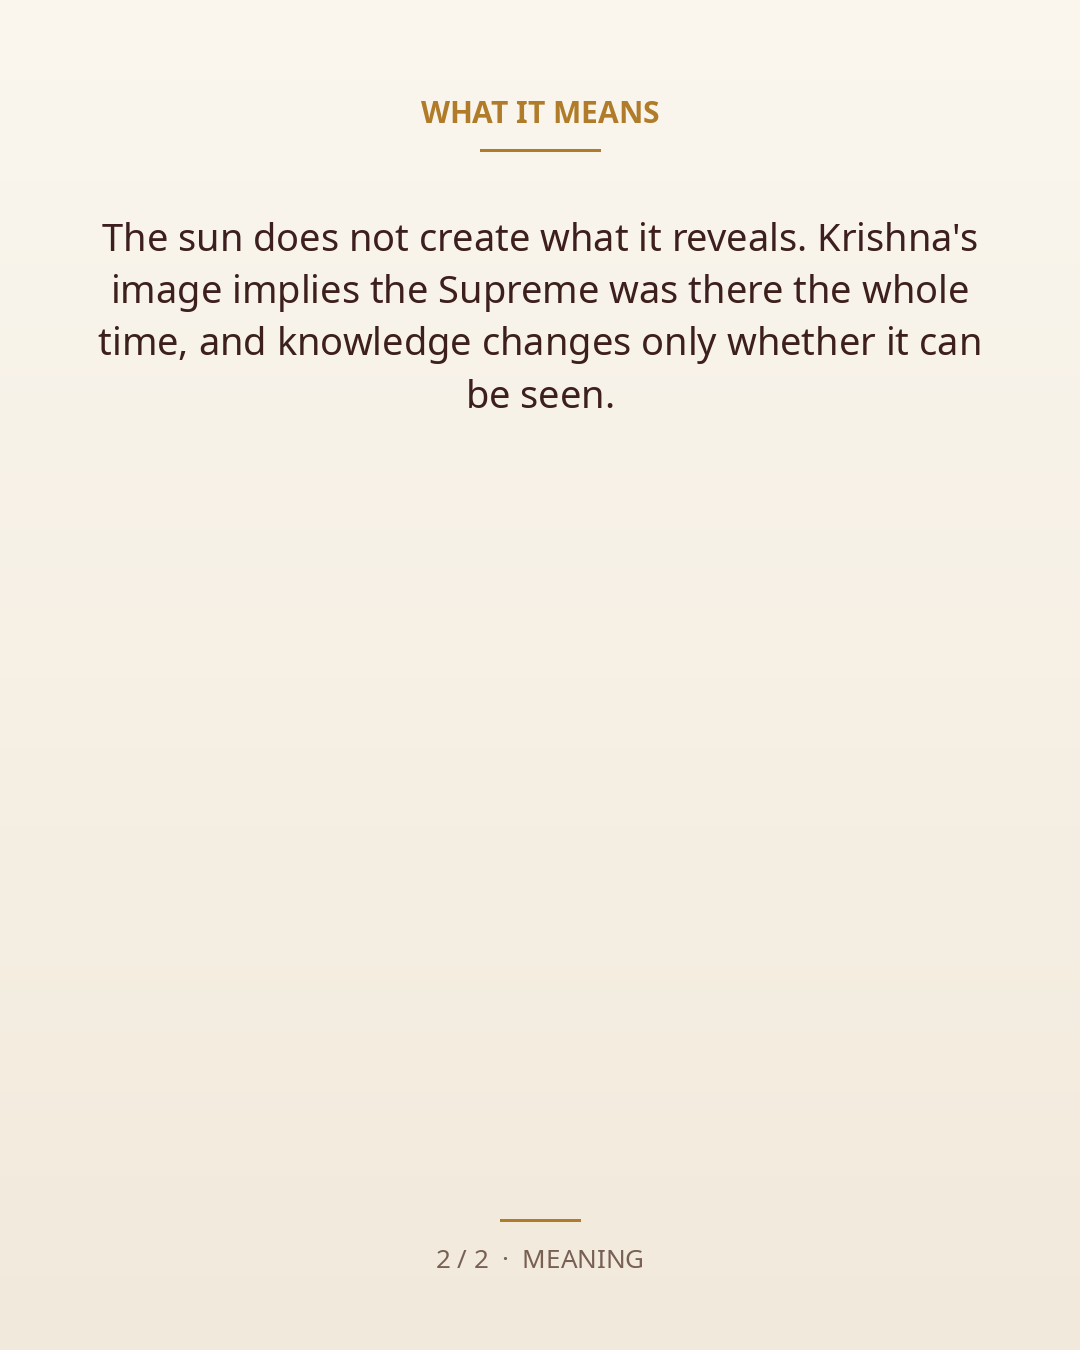 WHAT IT MEANS
The sun does not create what it reveals. Krishna's
image implies the Supreme was there the whole
time, and knowledge changes only whether it can
be seen.
2 / 2 · MEANING